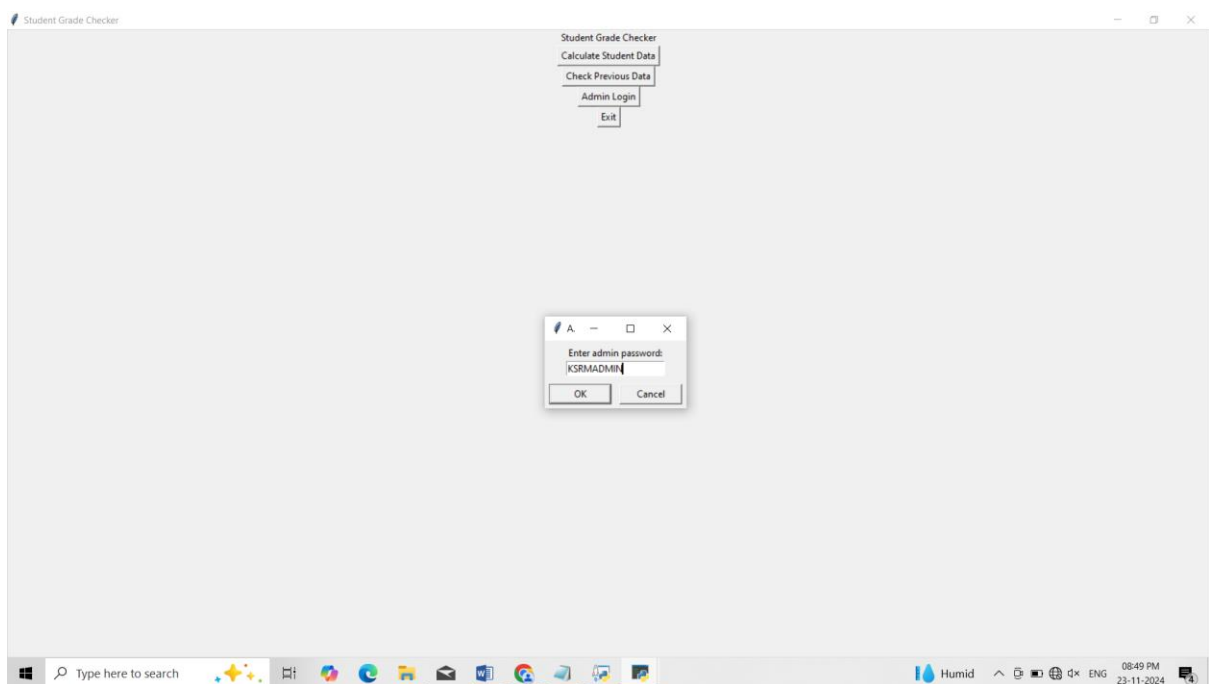 Student Grade Checker
Student Grade Checker
Calculate Student Data
Check Previous Data
Admin Login
Exit
A.
Enter admin password:
KSRMADMIN
OK Cancel
Type here to search
Humid
ENG
08:49 PM
23-11-2024
4